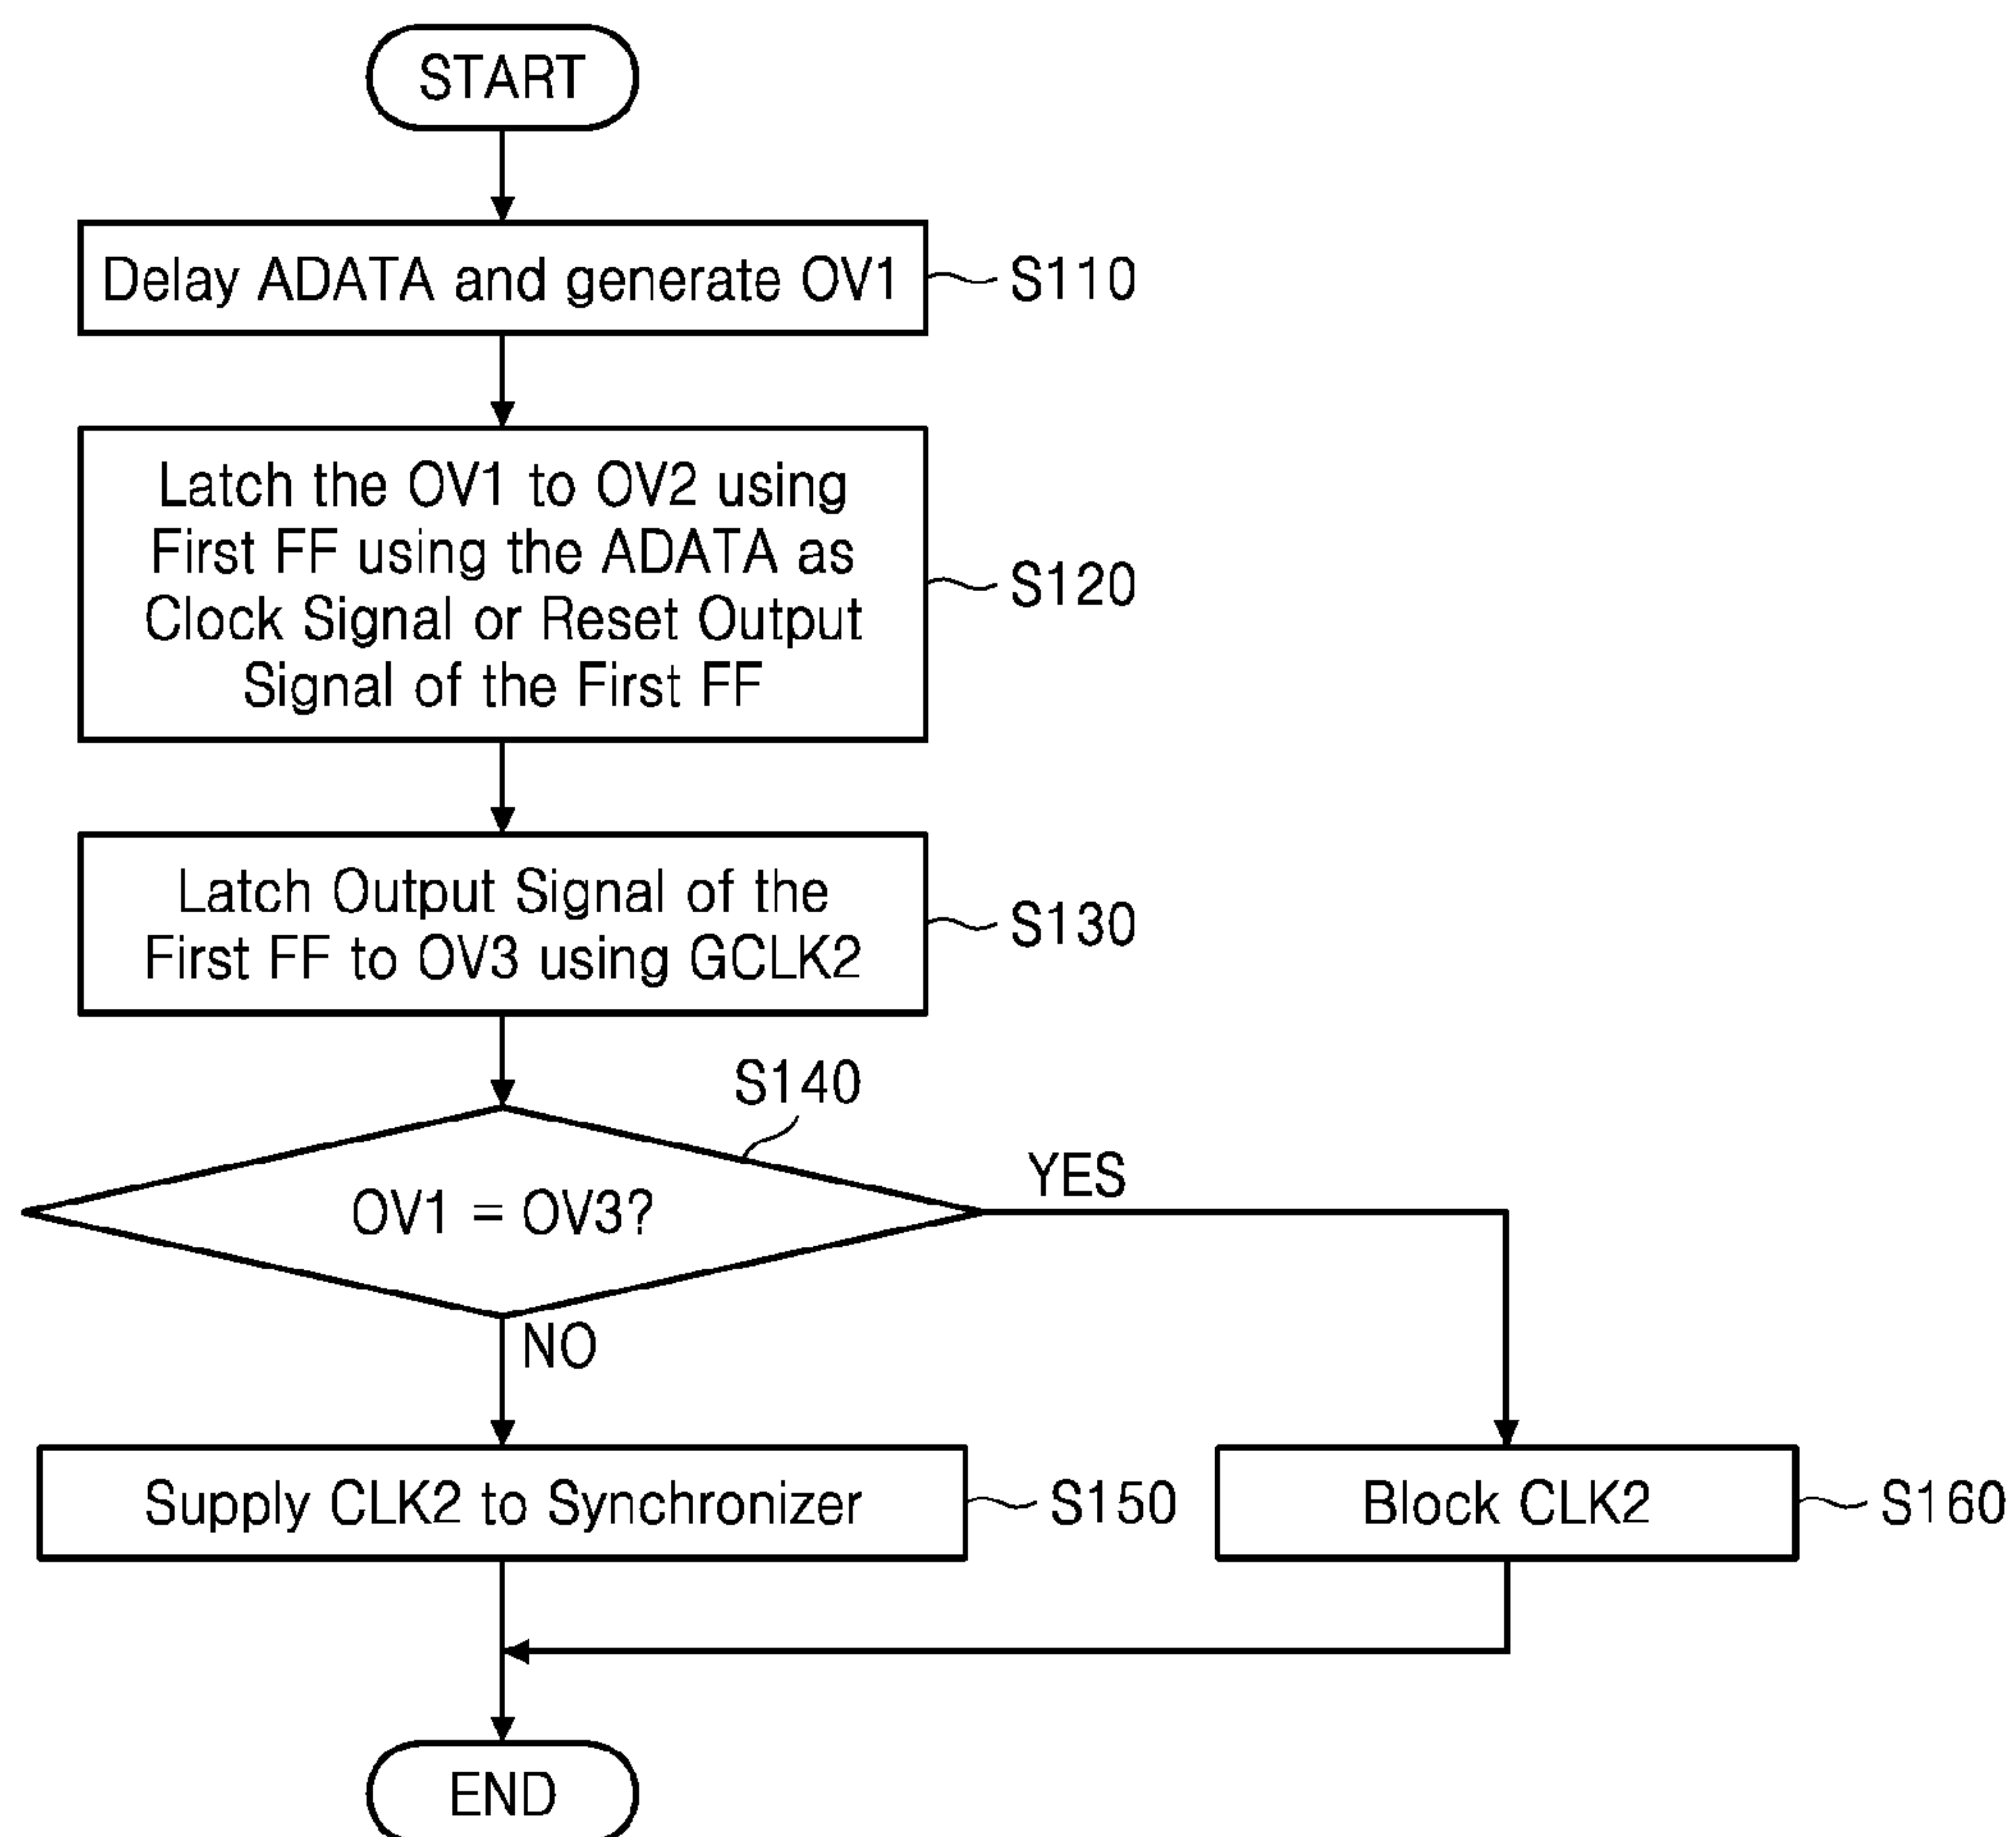 START
Delay ADATA and generate OV1
S110
Latch the OV1 to OV2 using
First FF using the ADATA as
Clock Signal or Reset Output
Signal of the First FF
S120
Latch Output Signal of the
First FF to OV3 using GCLK2
S130
S140
OV1 = OV3?
YES
NO
Supply CLK2 to Synchronizer
S150
Block CLK2
S160
END